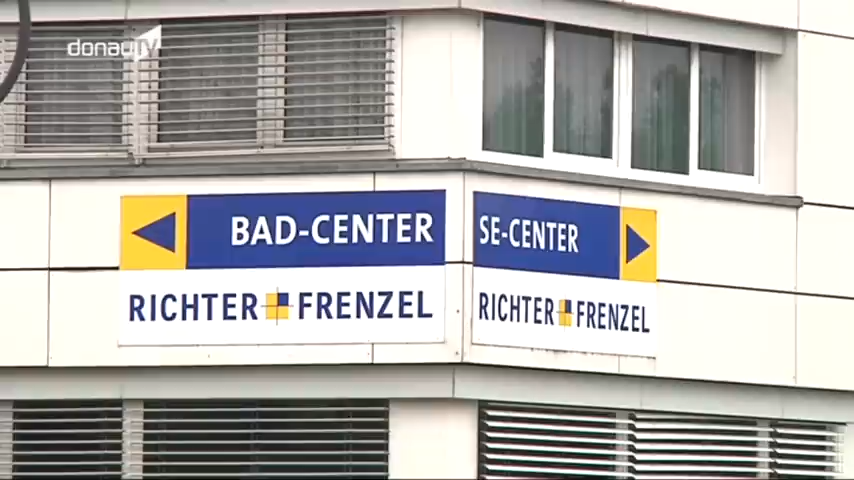 donauTV
BAD-CENTER
RICHTER+FRENZEL
SE-CENTER
RICHTER+FRENZEL